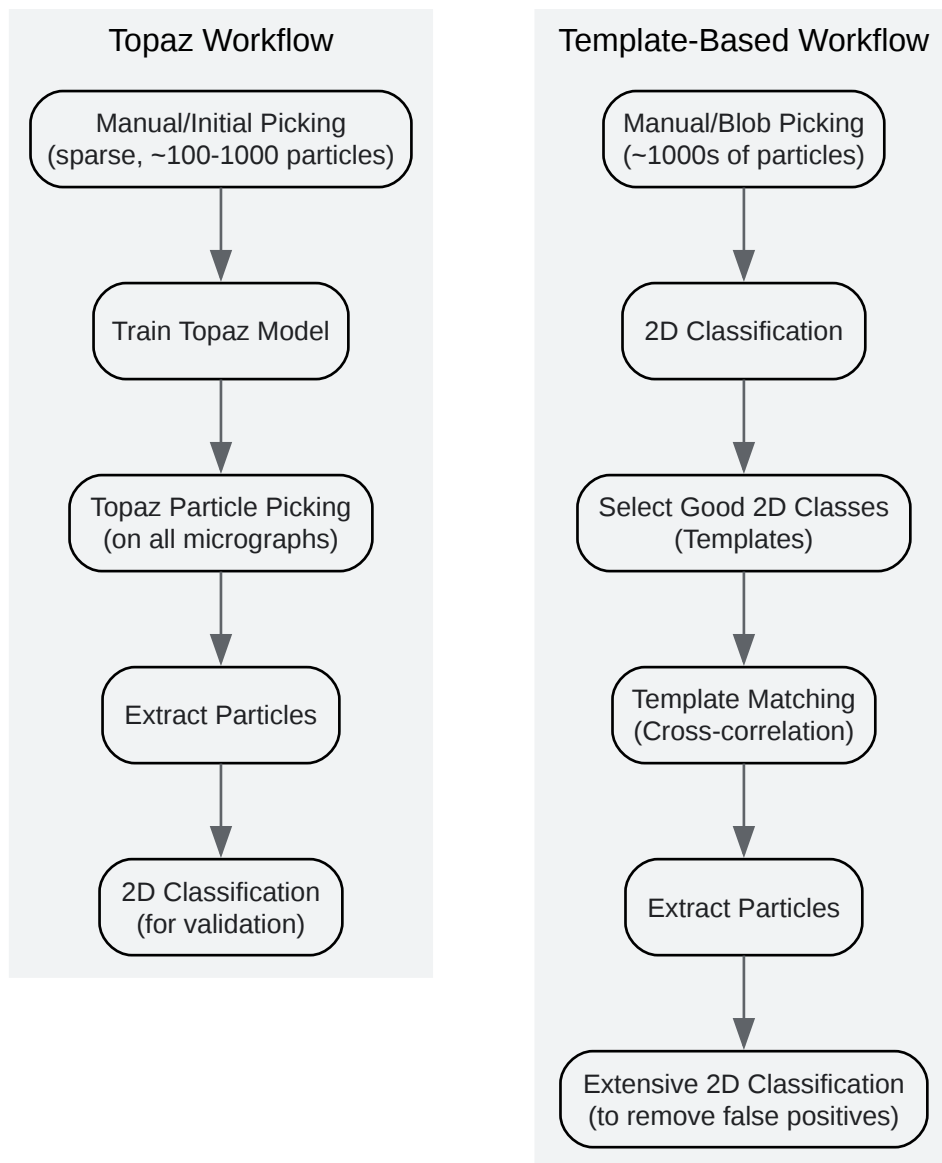 Topaz Workflow
Manual/Initial Picking
(sparse, ~100-1000 particles)
Train Topaz Model
Topaz Particle Picking
(on all micrographs)
Extract Particles
2D Classification
(for validation)
Template-Based Workflow
Manual/Blob Picking
(~1000s of particles)
2D Classification
Select Good 2D Classes
(Templates)
Template Matching
(Cross-correlation)
Extract Particles
Extensive 2D Classification
(to remove false positives)